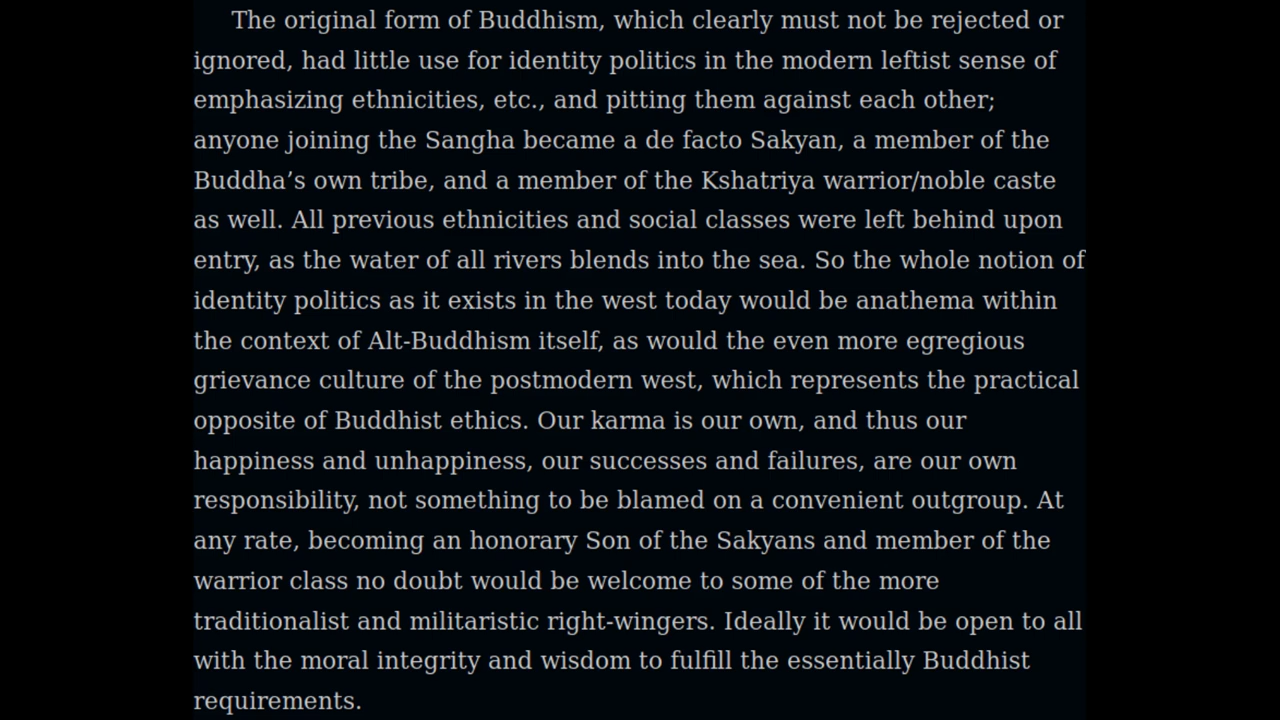 The original form of Buddhism, which clearly must not be rejected or
ignored, had little use for identity politics in the modern leftist sense of
emphasizing ethnicities, etc., and pitting them against each other;
anyone joining the Sangha became a de facto Sakyan, a member of the
Buddha’s own tribe, and a member of the Kshatriya warrior/noble caste
as well. All previous ethnicities and social classes were left behind upon
entry, as the water of all rivers blends into the sea. So the whole notion of
identity politics as it exists in the west today would be anathema within
the context of Alt-Buddhism itself, as would the even more egregious
grievance culture of the postmodern west, which represents the practical
opposite of Buddhist ethics. Our karma is our own, and thus our
happiness and unhappiness, our successes and failures, are our own
responsibility, not something to be blamed on a convenient outgroup. At
any rate, becoming an honorary Son of the Sakyans and member of the
warrior class no doubt would be welcome to some of the more
traditionalist and militaristic right-wingers. Ideally it would be open to all
with the moral integrity and wisdom to fulfill the essentially Buddhist
requirements.